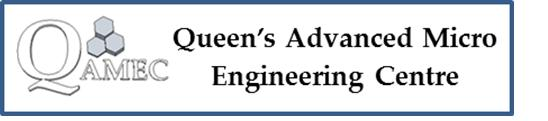 QAMEC
Queen's Advanced Micro
Engineering Centre